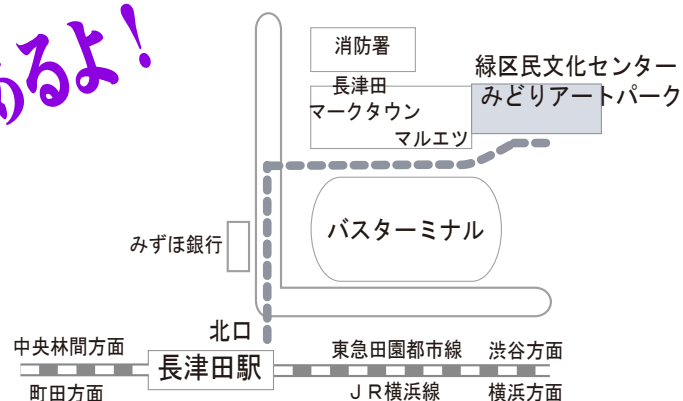 あるよ!
消防署
緑区民文化センター
みどりアートパーク
長津田
マークタウン
マルエツ
バスターミナル
みずほ銀行
北口
中央林間方面
長津田駅
東急田園都市線
渋谷方面
町田方面
JR横浜線
横浜方面